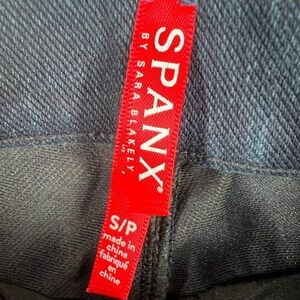 SPANX®
BY SARA BLAKELY
S/P
made in
china
fabriqué
en
chine